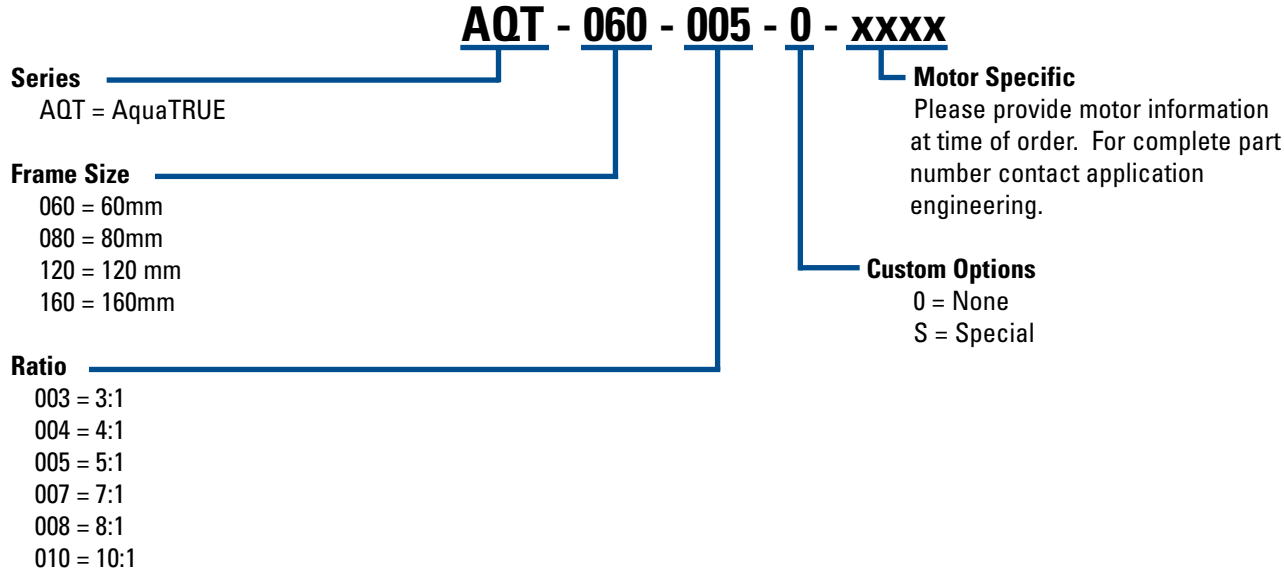 AQT - 060 - 005 - 0 - xxxx
Series
AQT = AquaTRUE
Frame Size
060 = 60mm
080 = 80mm
120 = 120 mm
160 = 160mm
Ratio
003 = 3:1
004 = 4:1
005 = 5:1
007 = 7:1
008 = 8:1
010 = 10:1
Motor Specific
Please provide motor information
at time of order. For complete part
number contact application
engineering.
Custom Options
0 = None
S = Special